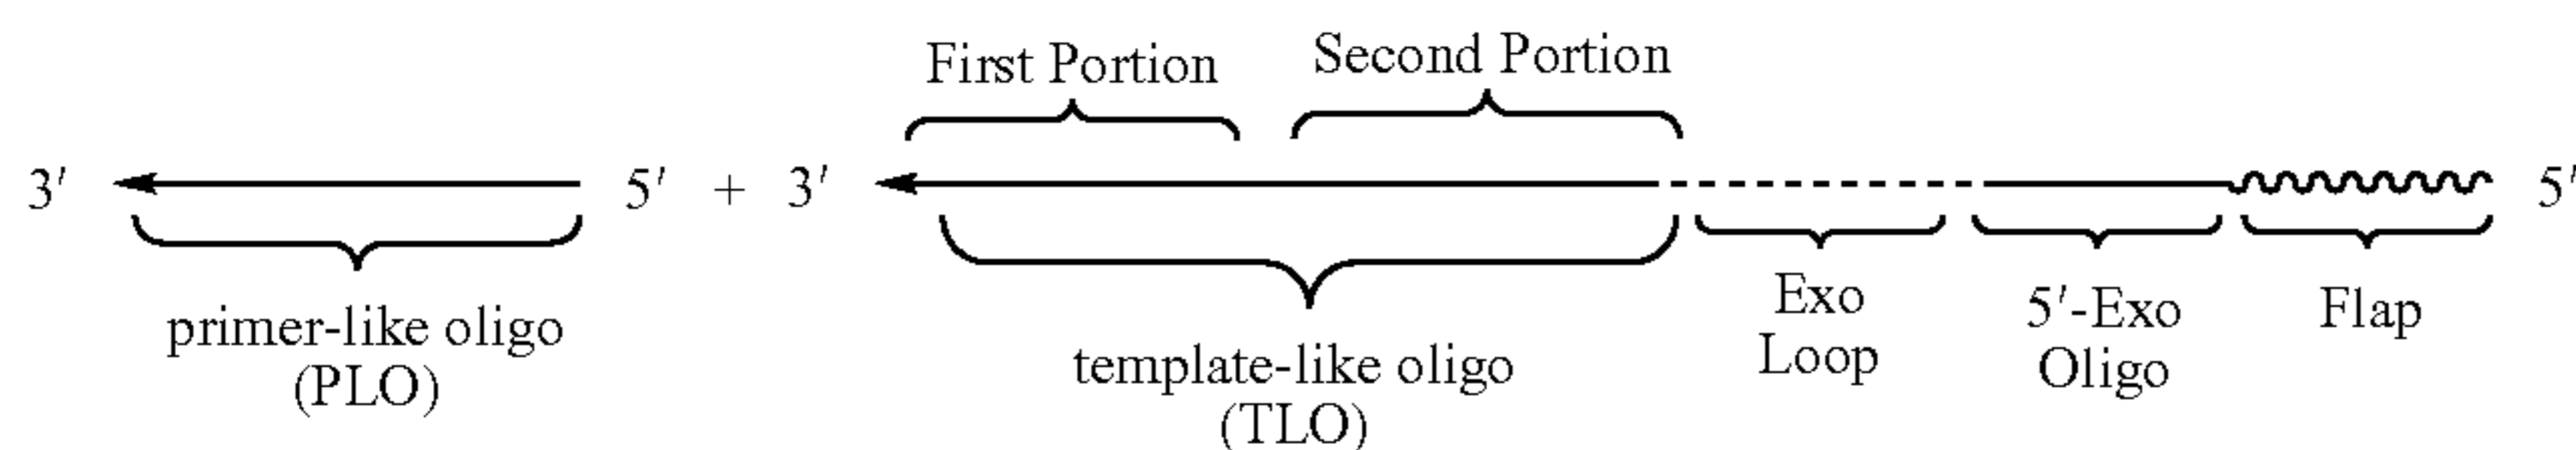 First Portion
Second Portion
3′ 5′ + 3′ 5′
primer-like oligo
(PLO)
template-like oligo
(TLO)
Exo
Loop
5′-Exo
Oligo
Flap